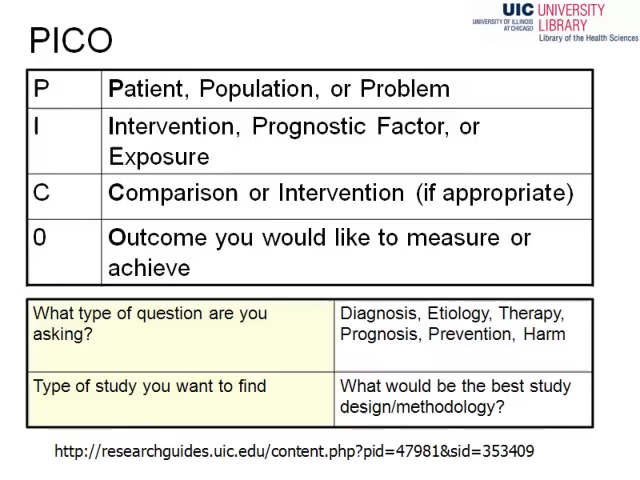 PICO
UIC UNIVERSITY
UNIVERSITY OF ILLINOIS
AT CHICAGO
LIBRARY
Library of the Health Sciences
P
Patient, Population, or Problem
I
Intervention, Prognostic Factor, or
Exposure
C
Comparison or Intervention (if appropriate)
0
Outcome you would like to measure or
achieve
What type of question are you
asking?
Diagnosis, Etiology, Therapy,
Prognosis, Prevention, Harm
Type of study you want to find
What would be the best study
design/methodology?
http://researchguides.uic.edu/content.php?pid=47981&sid=353409